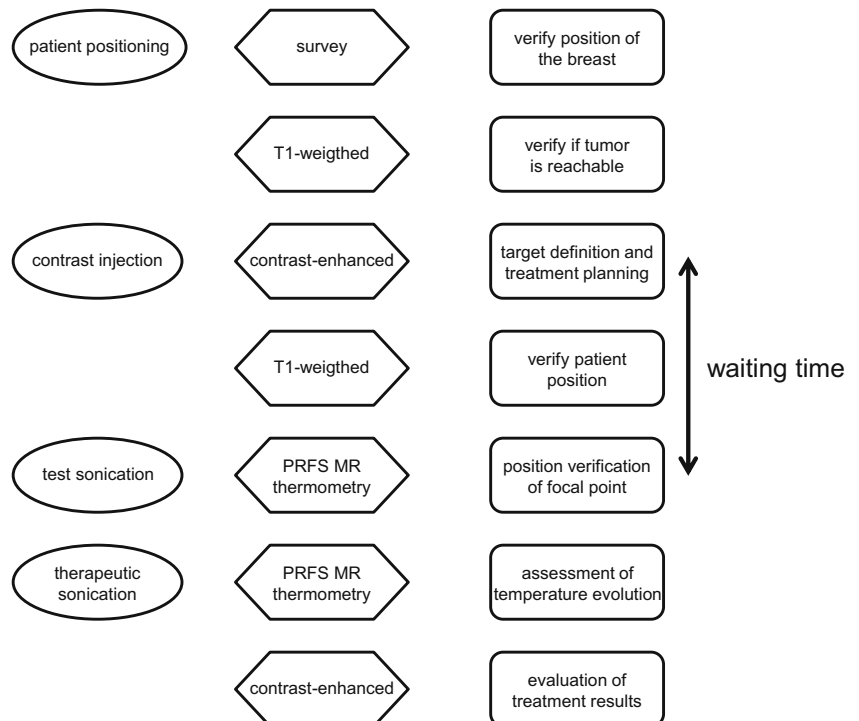 patient positioning
survey
verify position of
the breast
T1-weigthed
verify if tumor
is reachable
contrast injection
contrast-enhanced
target definition and
treatment planning
T1-weigthed
verify patient
position
waiting time
test sonication
PRFS MR
thermometry
position verification
of focal point
therapeutic
sonication
PRFS MR
thermometry
assessment of
temperature evolution
contrast-enhanced
evaluation of
treatment results